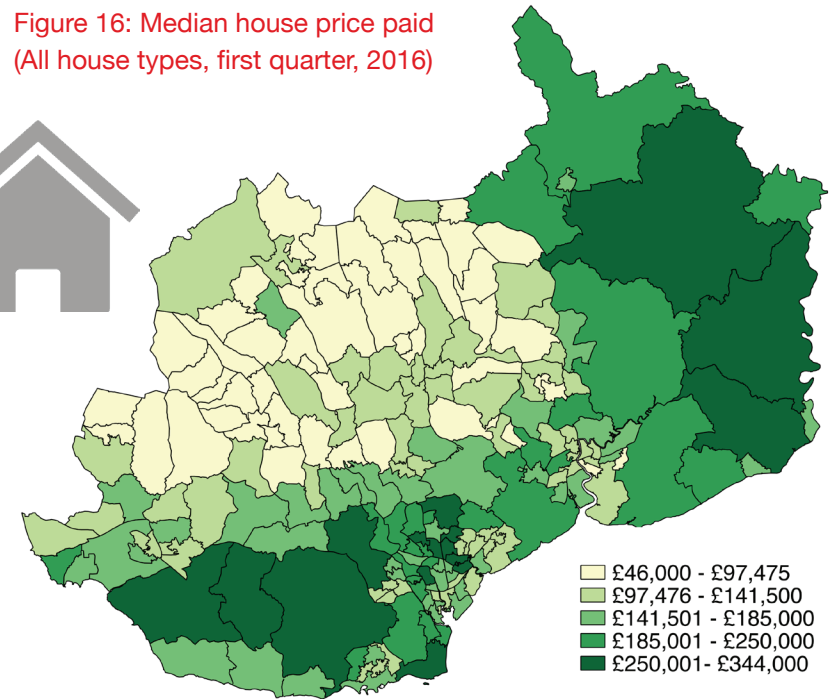 Figure 16: Median house price paid
(All house types, first quarter, 2016)
£46,000 - £97,475
£97,476 - £141,500
£141,501 - £185,000
£185,001 - £250,000
£250,001- £344,000